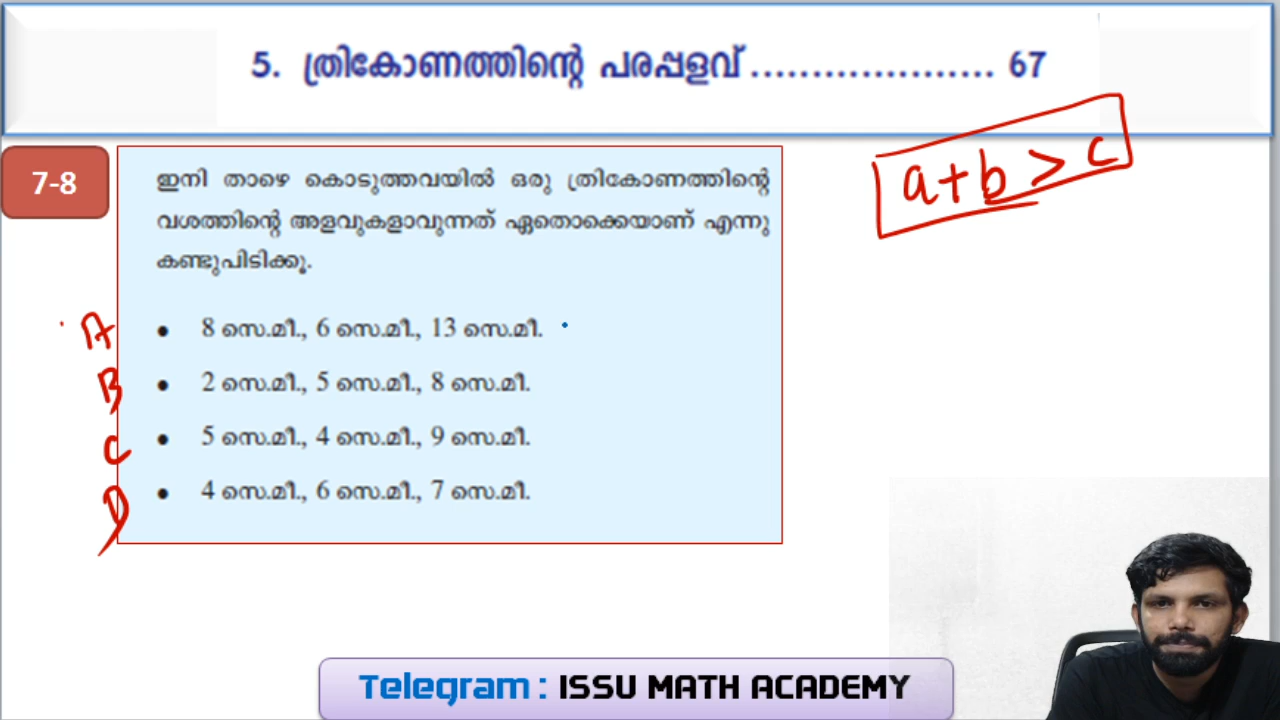 5. ത്രികോണത്തിന്റെ പരപ്പളവ് ..................... 67
a+b > c
7-8
ഇനി താഴെ കൊടുത്തവയിൽ ഒരു ത്രികോണത്തിന്റെ
വശത്തിന്റെ അളവുകളാവുന്നത് ഏതൊക്കെയാണ് എന്നു
കണ്ടുപിടിക്കൂ.
A • 8 സെ.മീ., 6 സെ.മീ., 13 സെ.മീ.
B • 2 സെ.മീ., 5 സെ.മീ., 8 സെ.മീ.
C • 5 സെ.മീ., 4 സെ.മീ., 9 സെ.മീ.
D • 4 സെ.മീ., 6 സെ.മീ., 7 സെ.മീ.
Telegram : ISSU MATH ACADEMY